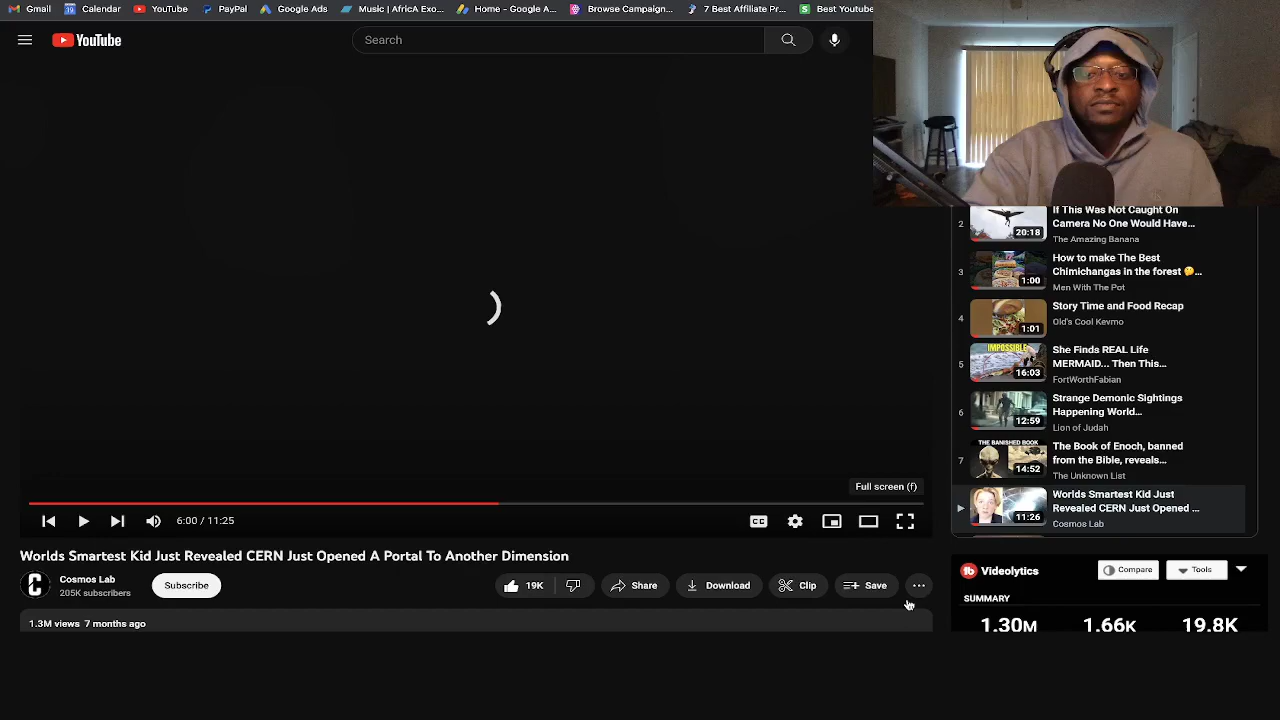 Gmail
Calendar
YouTube
PayPal
Google Ads
Music | AfricA Exo...
Home - Google A...
Browse Campaign...
7 Best Affiliate Pr...
Best Youtube
YouTube
Search
2
If This Was Not Caught On
Camera No One Would Have...
20:18
The Amazing Banana
3
How to make The Best
Chimichangas in the forest 🤔...
1:00
Men With The Pot
4
Story Time and Food Recap
1:01
Old's Cool Kevmo
5
IMPOSSIBLE
She Finds REAL Life
MERMAID... Then This...
16:03
FortWorthFabian
6
Strange Demonic Sightings
Happening World...
12:59
Lion of Judah
7
THE BANISHED BOOK
The Book of Enoch, banned
from the Bible, reveals...
14:52
The Unknown List
Worlds Smartest Kid Just
Revealed CERN Just Opened ...
11:26
Cosmos Lab
Full screen (f)
6:00 / 11:25
CC
Worlds Smartest Kid Just Revealed CERN Just Opened A Portal To Another Dimension
Cosmos Lab
205K subscribers
Subscribe
19K
Share
Download
Clip
Save
1.3M views 7 months ago
Videolytics
Compare
Tools
SUMMARY
1.30M
1.66K
19.8K